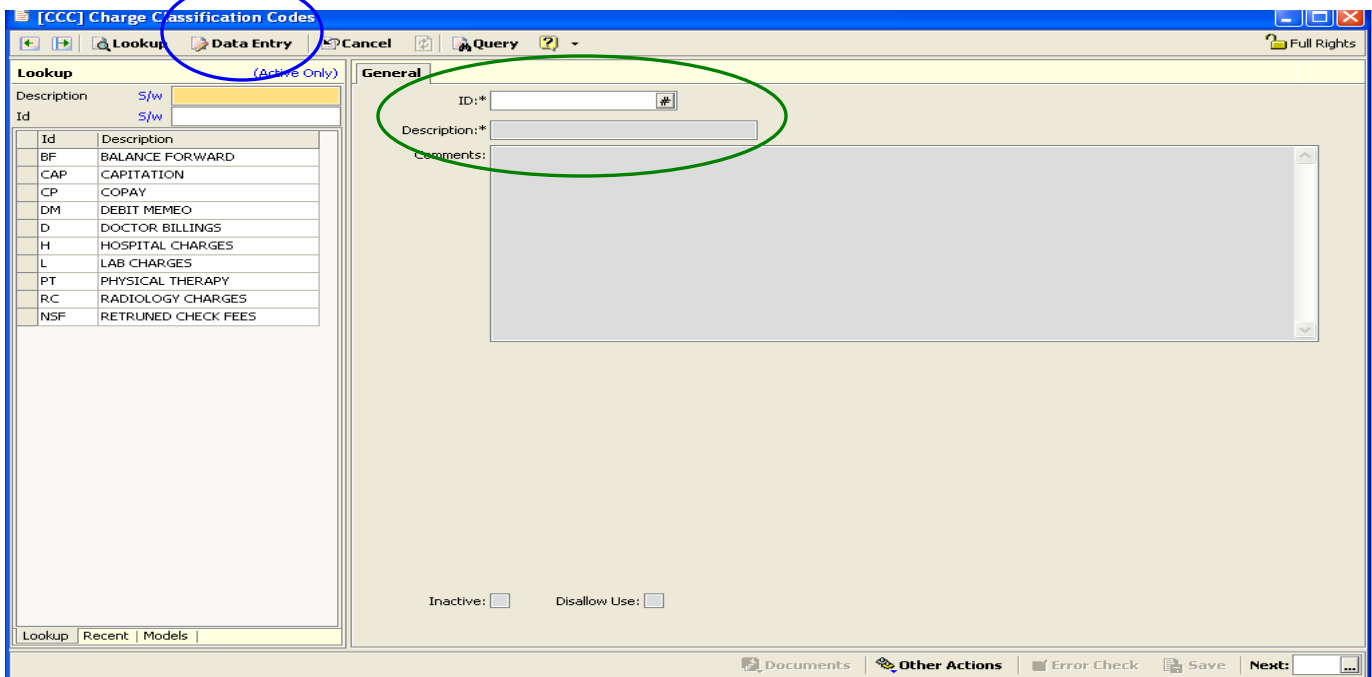 [CCC] Charge Classification Codes
Lookup Data Entry Cancel Query Full Rights
Lookup (Active Only)
Description S/w
Id S/w
Id Description
BF BALANCE FORWARD
CAP CAPITATION
CP COPAY
DM DEBIT MEMEO
D DOCTOR BILLINGS
H HOSPITAL CHARGES
L LAB CHARGES
PT PHYSICAL THERAPY
RC RADIOLOGY CHARGES
NSF RETRUNED CHECK FEES
Lookup Recent | Models |
General
ID:* #
Description:*
Comments:
Inactive: Disallow Use:
Documents Other Actions Error Check Save Next: ...